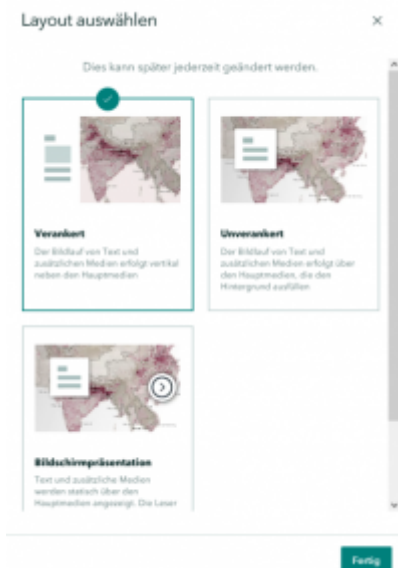 Layout auswählen
Dies kann später jederzeit geändert werden.
Verankert
Der Bildlauf von Text und
zusätzlichen Medien erfolgt vertikal
neben den Hauptmedien
Unverankert
Der Bildlauf von Text und
zusätzlichen Medien erfolgt über
den Hauptmedien, die den
Hintergrund ausfüllen
Bildschirmpräsentation
Text und zusätzliche Medien
werden statisch über den
Hauptmedien angezeigt. Die Leser
Fertig